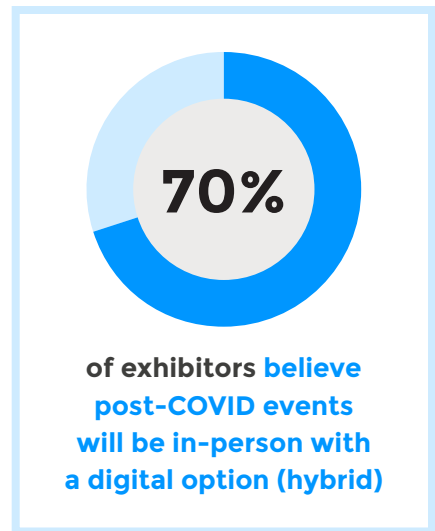 70%
of exhibitors believe
post-COVID events
will be in-person with
a digital option (hybrid)